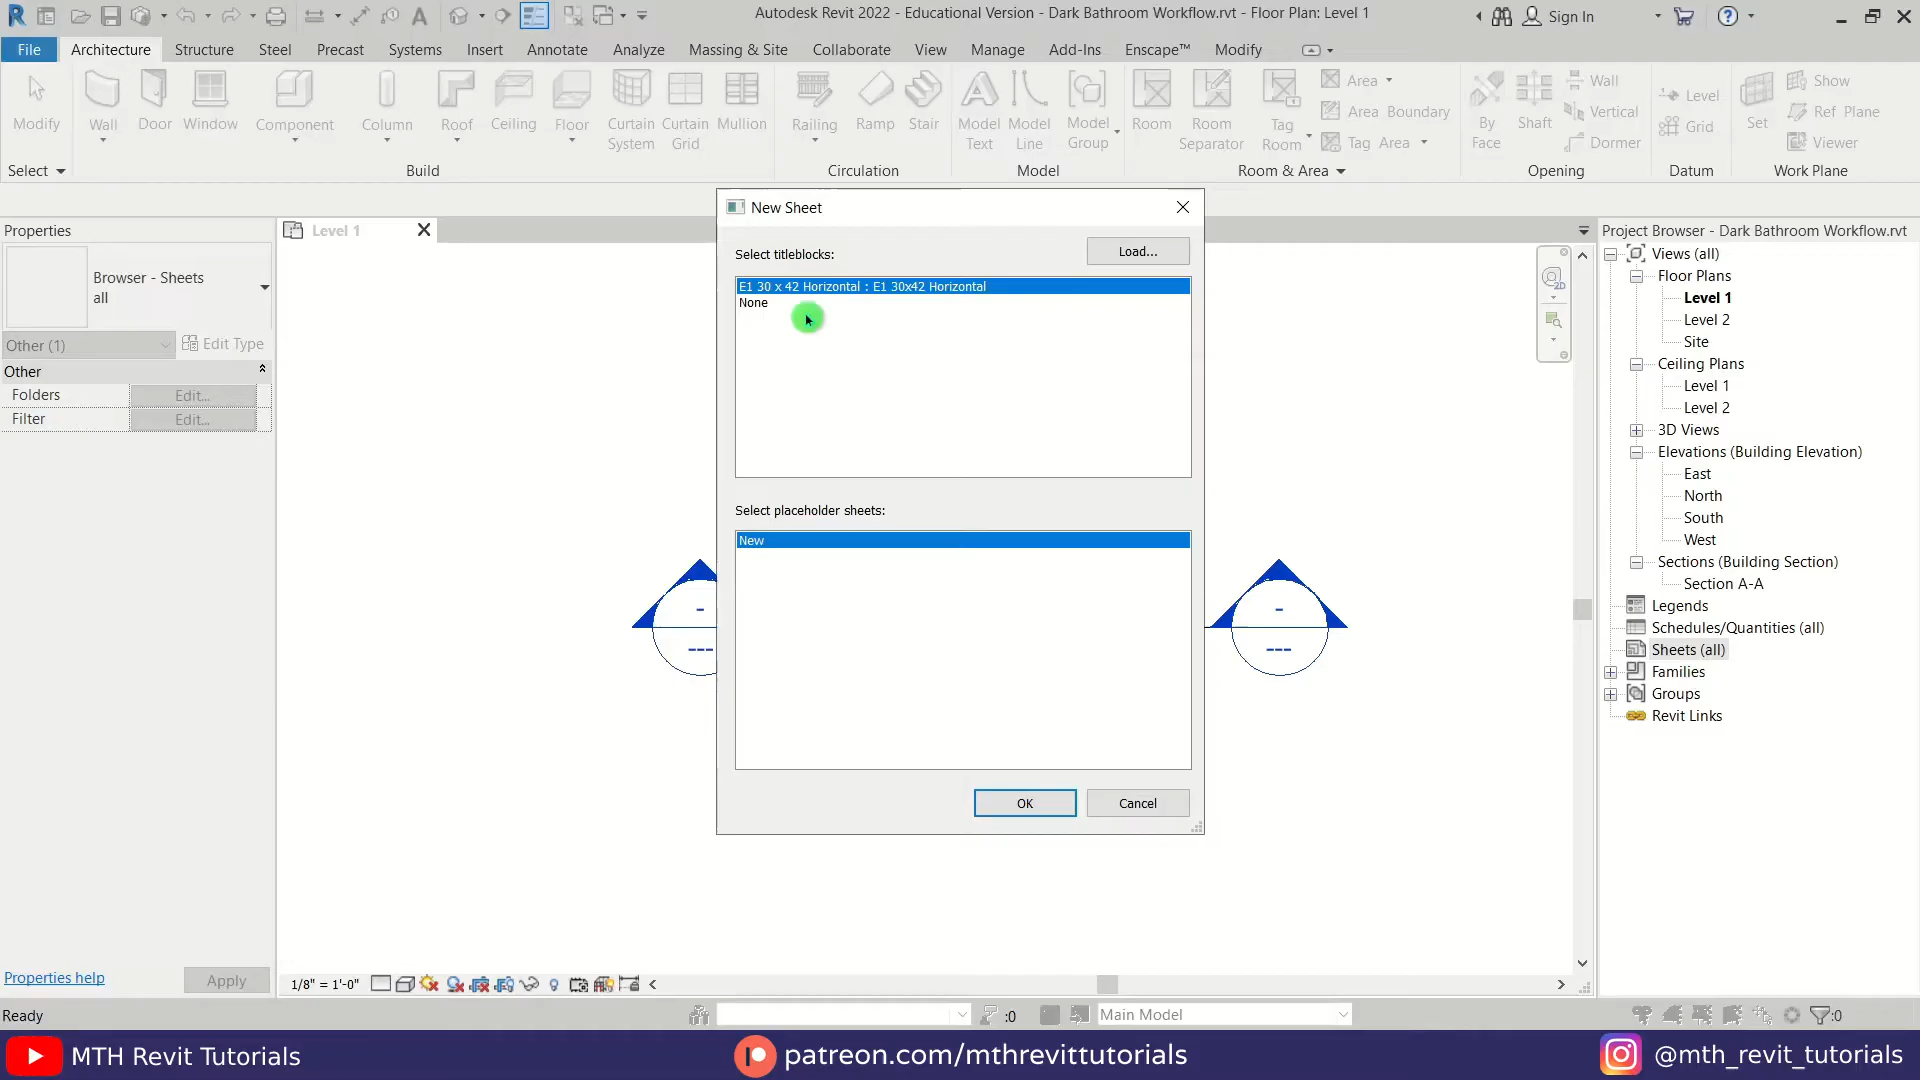 Autodesk Revit 2022 - Educational Version - Dark Bathroom Workflow.rvt - Floor Plan: Level 1
Sign In
File
Architecture
Structure
Steel
Precast
Systems
Insert
Annotate
Analyze
Massing & Site
Collaborate
View
Manage
Add-Ins
Enscape™
Modify
Modify
Wall
Door
Window
Component
Column
Roof
Ceiling
Floor
Curtain System
Curtain Grid
Mullion
Railing
Ramp
Stair
Model Text
Model Line
Model Group
Room
Room Separator
Tag Room
Area
Area Boundary
Tag Area
By Face
Shaft
Wall
Vertical
Dormer
Level
Grid
Set
Show
Ref Plane
Viewer
Select
Build
Circulation
Model
Room & Area
Opening
Datum
Work Plane
Properties
Browser - Sheets
all
Other (1)
Edit Type
Other
Folders
Edit...
Filter
Edit...
Properties help
Apply
Level 1
New Sheet
Select titleblocks:
Load...
E1 30 x 42 Horizontal : E1 30x42 Horizontal
None
Select placeholder sheets:
New
OK
Cancel
-
---
-
---
2D
Project Browser - Dark Bathroom Workflow.rvt
Views (all)
Floor Plans
Level 1
Level 2
Site
Ceiling Plans
Level 1
Level 2
3D Views
Elevations (Building Elevation)
East
North
South
West
Sections (Building Section)
Section A-A
Legends
Schedules/Quantities (all)
Sheets (all)
Families
Groups
Revit Links
1/8" = 1'-0"
Ready
:0
Main Model
:0
MTH Revit Tutorials
patreon.com/mthrevittutorials
@mth_revit_tutorials